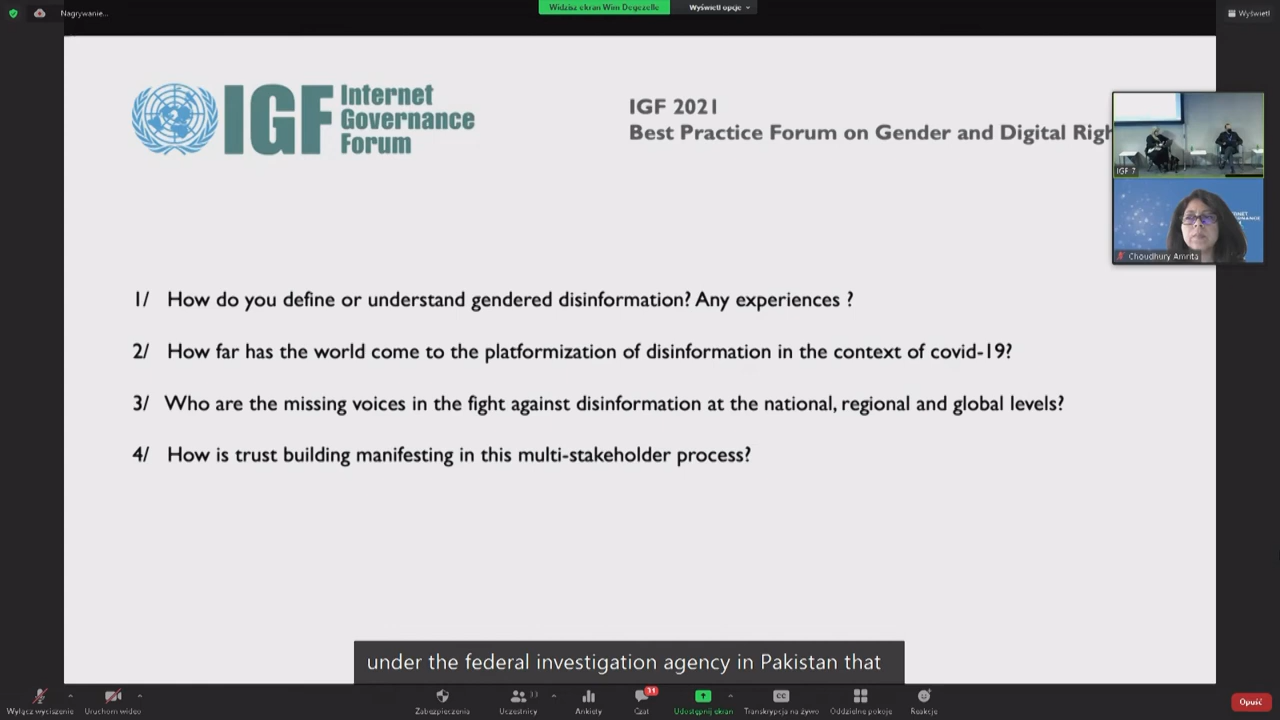 Nagrywanie...
Widzisz ekran Wim Degezelle
Wyświetl opcje
Wyświetl
IGF Internet
Governance
Forum
IGF 2021
Best Practice Forum on Gender and Digital Righ
IGF 7
Choudhury Amrita
1/ How do you define or understand gendered disinformation? Any experiences ?
2/ How far has the world come to the platformization of disinformation in the context of covid-19?
3/ Who are the missing voices in the fight against disinformation at the national, regional and global levels?
4/ How is trust building manifesting in this multi-stakeholder process?
under the federal investigation agency in Pakistan that
Wyłącz wyciszenie
Uruchom wideo
Zabezpieczenia
Uczestnicy
Ankiety
Czat
Udostępnij ekran
CC
Transkrypcja na żywo
Oddzielne pokoje
Reakcje
Opuść